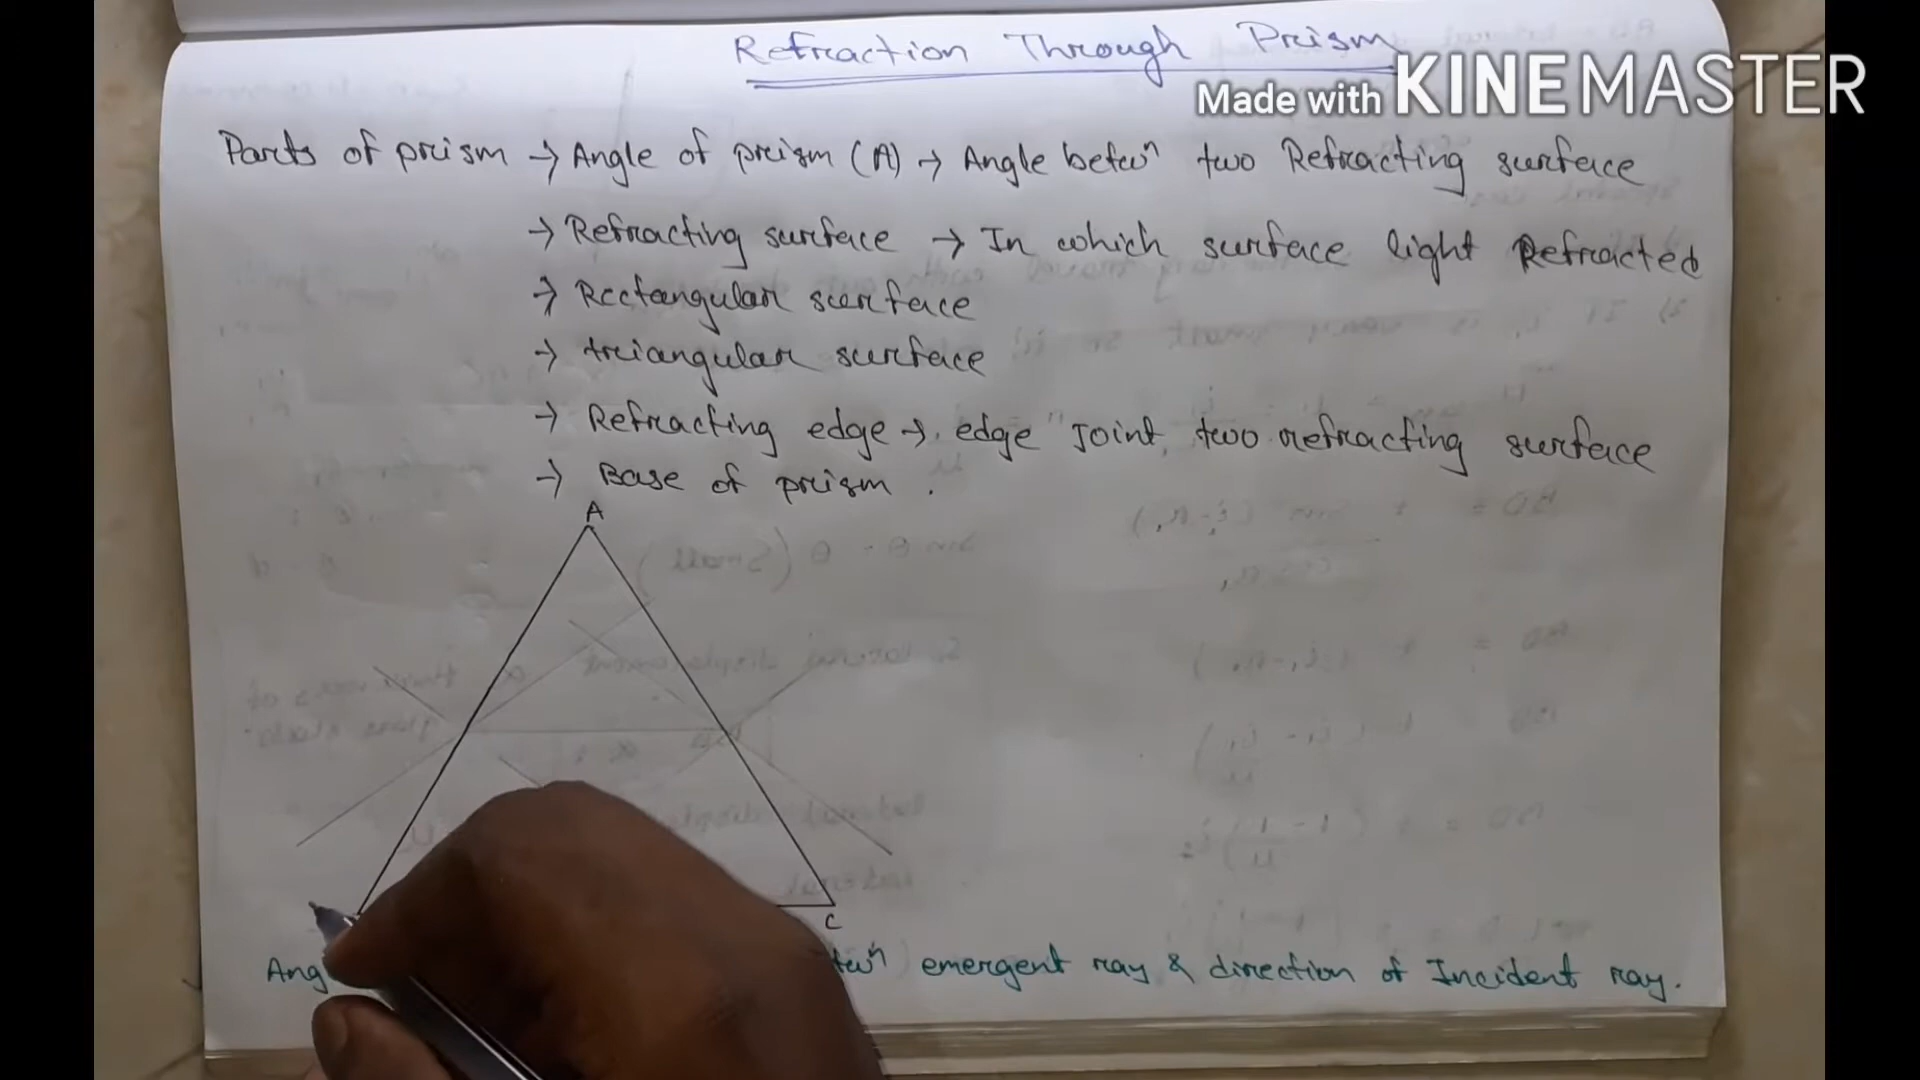 Refraction Through Prism
Made with KINEMASTER
Parts of prism → Angle of prism (A) → Angle betwⁿ two Refracting surface
→ Refracting surface → In which surface light Refracted
→ Rectangular surface
→ triangular surface
→ Refracting edge → edge Joint two refracting surface
→ Base of prism .
A
C
Ang
twⁿ emergent ray & direction of Incident ray.